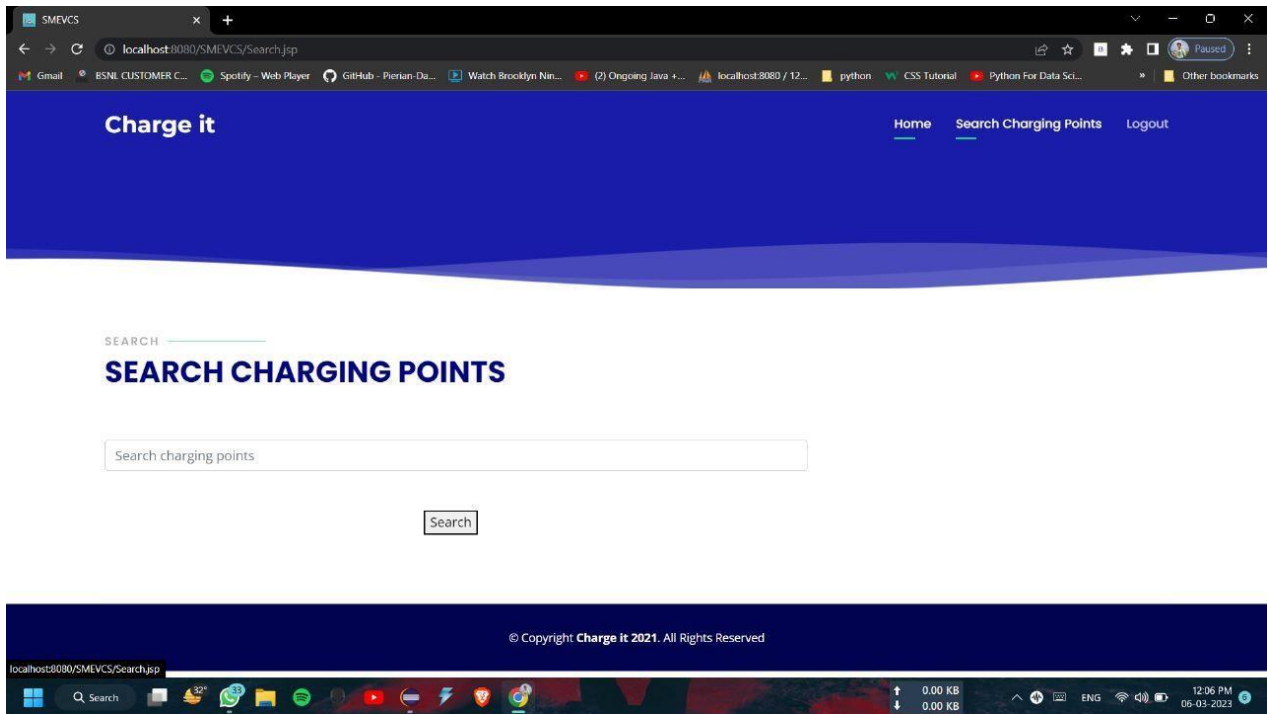 SMEVCS
localhost:8080/SMEVCS/Search.jsp
Paused
Gmail BSNL CUSTOMER C... Spotify – Web Player GitHub - Pierian-Da... Watch Brooklyn Nin... (2) Ongoing Java +... localhost:8080 / 12... python CSS Tutorial Python For Data Sci... » Other bookmarks
Charge it Home Search Charging Points Logout
SEARCH
SEARCH CHARGING POINTS
Search charging points
Search
© Copyright Charge it 2021. All Rights Reserved
localhost:8080/SMEVCS/Search.jsp
Search 32° 33 0.00 KB ENG 12:06 PM
0.00 KB 06-03-2023 6